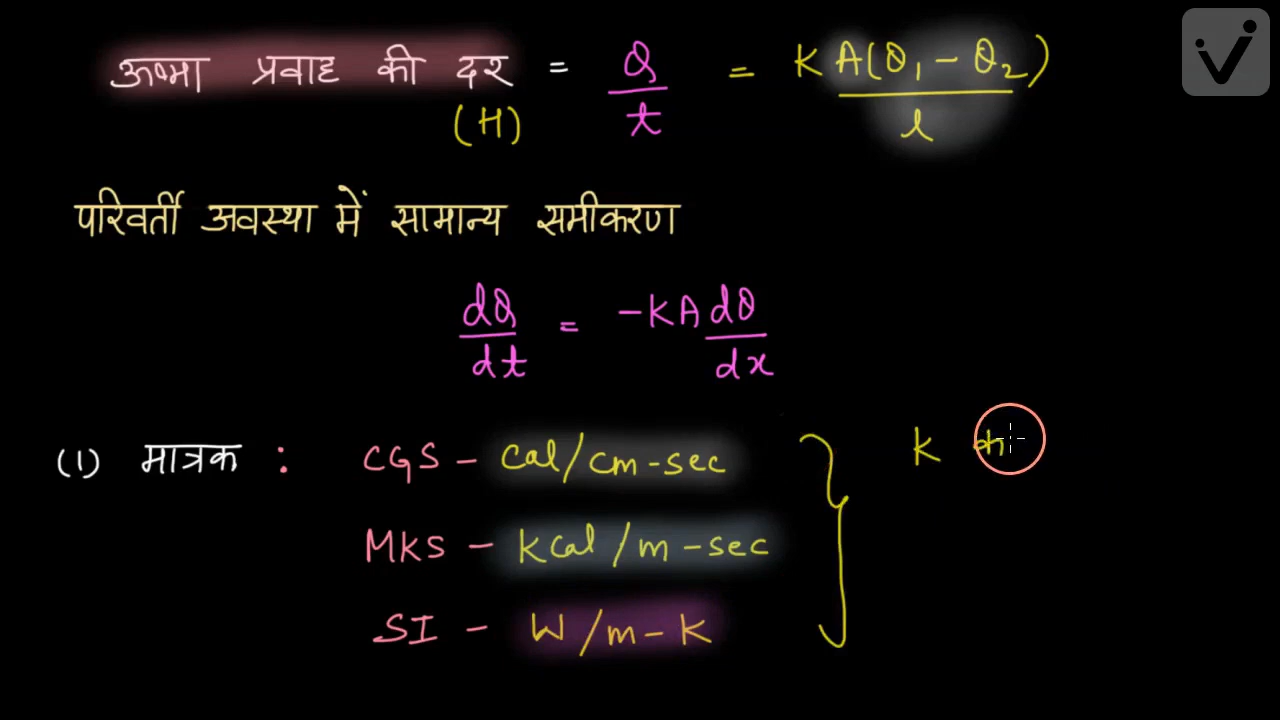 ऊष्मा प्रवाह की दर = Q/t = KA(θ₁ - θ₂)/l
(H)
परिवर्ती अवस्था में सामान्य समीकरण
dQ/dt = -KA dθ/dx
(1) मात्रक : CGS - Cal/cm-sec
K क
MKS - KCal/m-sec
SI - W/m-K